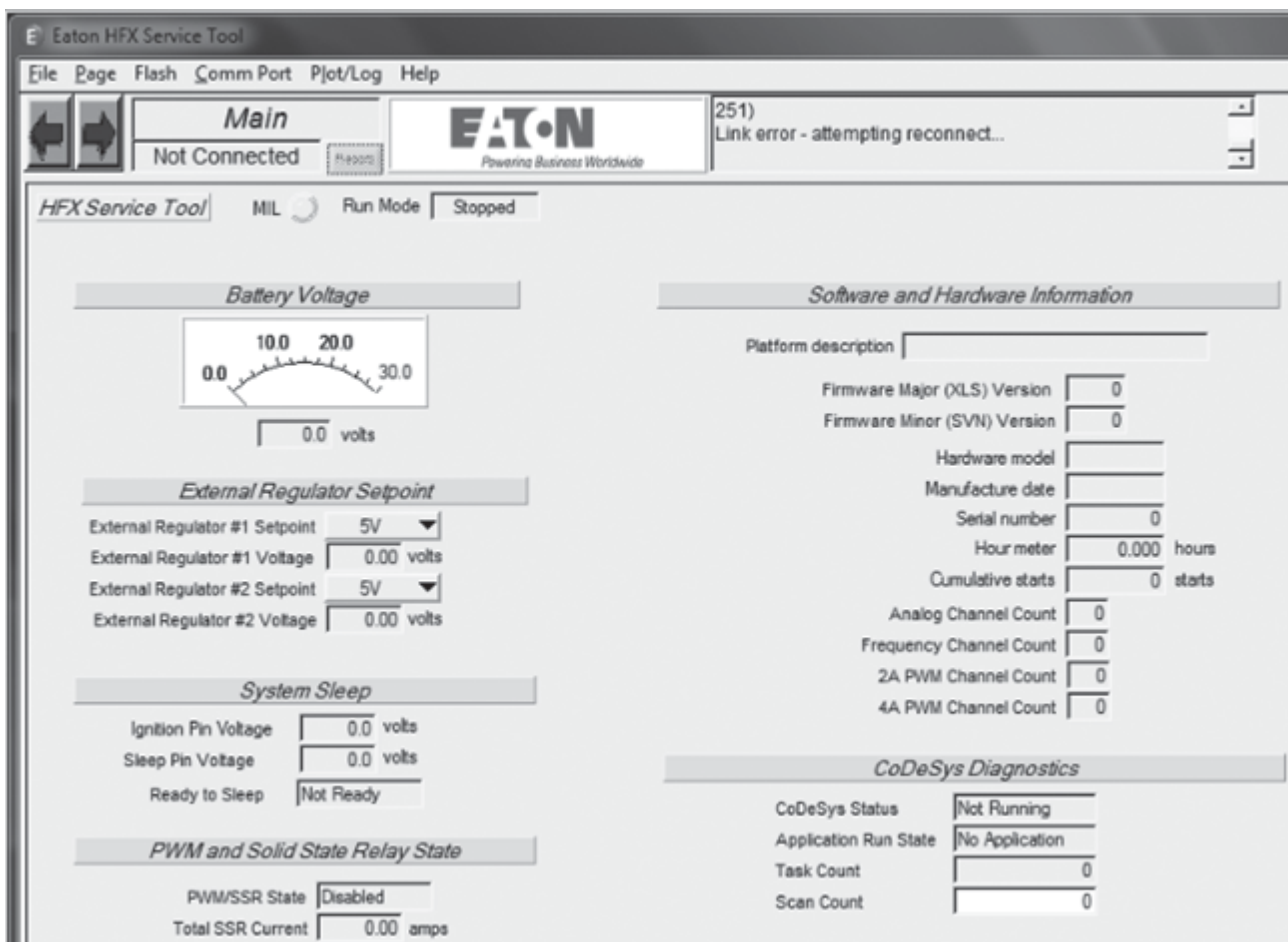 Eaton HFX Service Tool
File Page Flash Comm Port Plot/Log Help
Main
Not Connected
EATON
Powering Business Worldwide
251)
Link error - attempting reconnect...
HFX Service Tool
MIL
Run Mode Stopped
Battery Voltage
0.0 10.0 20.0 30.0
0.0 volts
External Regulator Setpoint
External Regulator #1 Setpoint 5V
External Regulator #1 Voltage 0.00 volts
External Regulator #2 Setpoint 5V
External Regulator #2 Voltage 0.00 volts
System Sleep
Ignition Pin Voltage 0.0 volts
Sleep Pin Voltage 0.0 volts
Ready to Sleep Not Ready
PWM and Solid State Relay State
PWM/SSR State Disabled
Total SSR Current 0.00 amps
Software and Hardware Information
Platform description
Firmware Major (XLS) Version 0
Firmware Minor (SVN) Version 0
Hardware model
Manufacture date
Serial number 0
Hour meter 0.000 hours
Cumulative starts 0 starts
Analog Channel Count 0
Frequency Channel Count 0
2A PWM Channel Count 0
4A PWM Channel Count 0
CoDeSys Diagnostics
CoDeSys Status Not Running
Application Run State No Application
Task Count 0
Scan Count 0